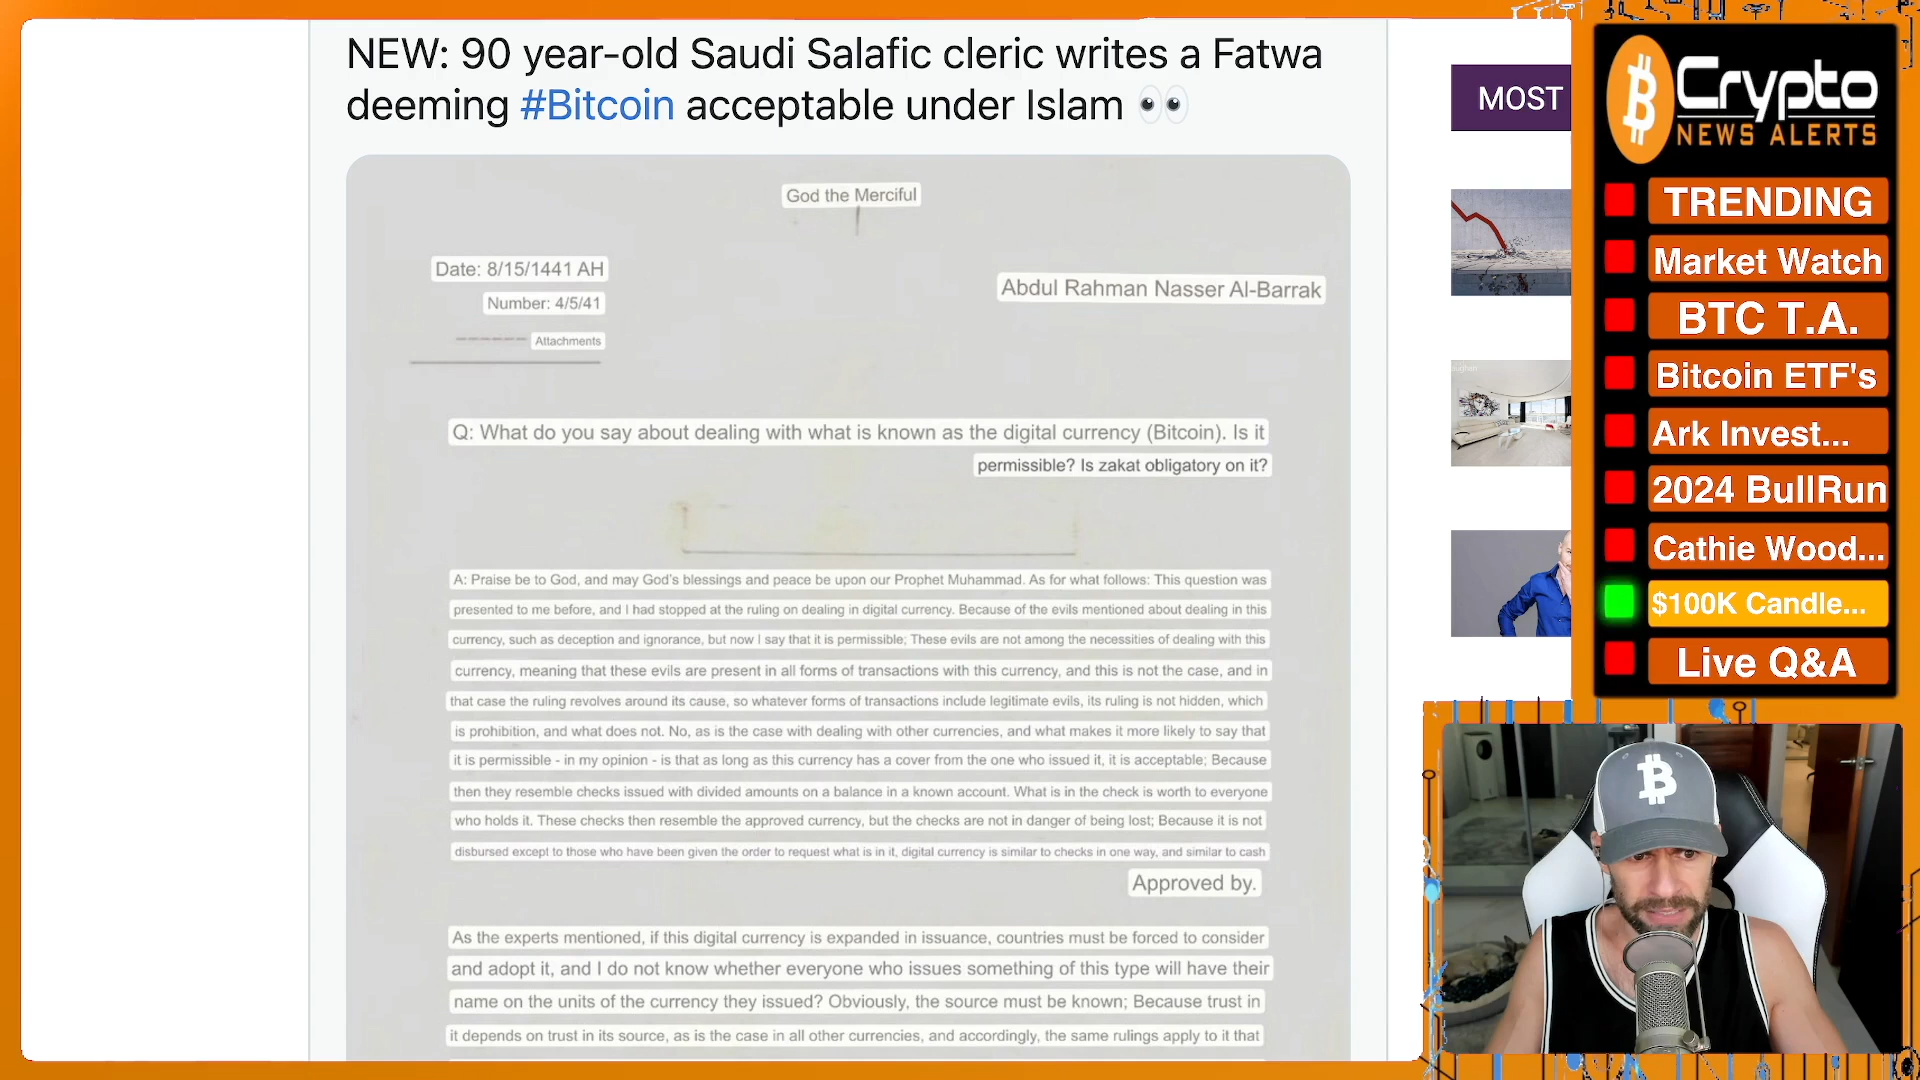 NEW: 90 year-old Saudi Salafic cleric writes a Fatwa
deeming #Bitcoin acceptable under Islam 👀
God the Merciful
Date: 8/15/1441 AH
Number: 4/5/41
Attachments
Abdul Rahman Nasser Al-Barrak
Q: What do you say about dealing with what is known as the digital currency (Bitcoin). Is it
permissible? Is zakat obligatory on it?
A: Praise be to God, and may God's blessings and peace be upon our Prophet Muhammad. As for what follows: This question was
presented to me before, and I had stopped at the ruling on dealing in digital currency. Because of the evils mentioned about dealing in this
currency, such as deception and ignorance, but now I say that it is permissible; These evils are not among the necessities of dealing with this
currency, meaning that these evils are present in all forms of transactions with this currency, and this is not the case, and in
that case the ruling revolves around its cause, so whatever forms of transactions include legitimate evils, its ruling is not hidden, which
is prohibition, and what does not. No, as is the case with dealing with other currencies, and what makes it more likely to say that
it is permissible - in my opinion - is that as long as this currency has a cover from the one who issued it, it is acceptable; Because
then they resemble checks issued with divided amounts on a balance in a known account. What is in the check is worth to everyone
who holds it. These checks then resemble the approved currency, but the checks are not in danger of being lost; Because it is not
disbursed except to those who have been given the order to request what is in it, digital currency is similar to checks in one way, and similar to cash
Approved by.
As the experts mentioned, if this digital currency is expanded in issuance, countries must be forced to consider
and adopt it, and I do not know whether everyone who issues something of this type will have their
name on the units of the currency they issued? Obviously, the source must be known; Because trust in
it depends on trust in its source, as is the case in all other currencies, and accordingly, the same rulings apply to it that
MOST
Crypto
NEWS ALERTS
TRENDING
Market Watch
BTC T.A.
Bitcoin ETF's
Ark Invest...
2024 BullRun
Cathie Wood...
$100K Candle...
Live Q&A